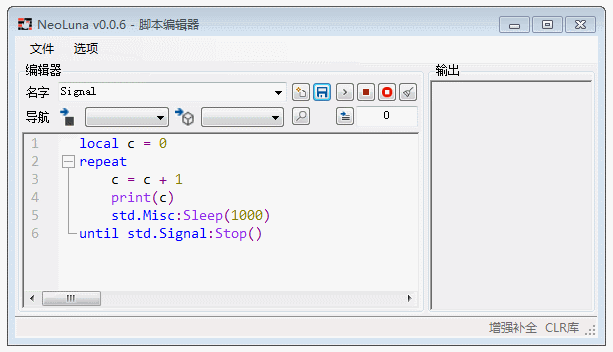 NeoLuna v0.0.6 - 脚本编辑器
文件 选项
编辑器
名字 Signal
导航 0
1 local c = 0
2 repeat
3 c = c + 1
4 print(c)
5 std.Misc:Sleep(1000)
6 until std.Signal:Stop()
输出
增强补全 CLR库